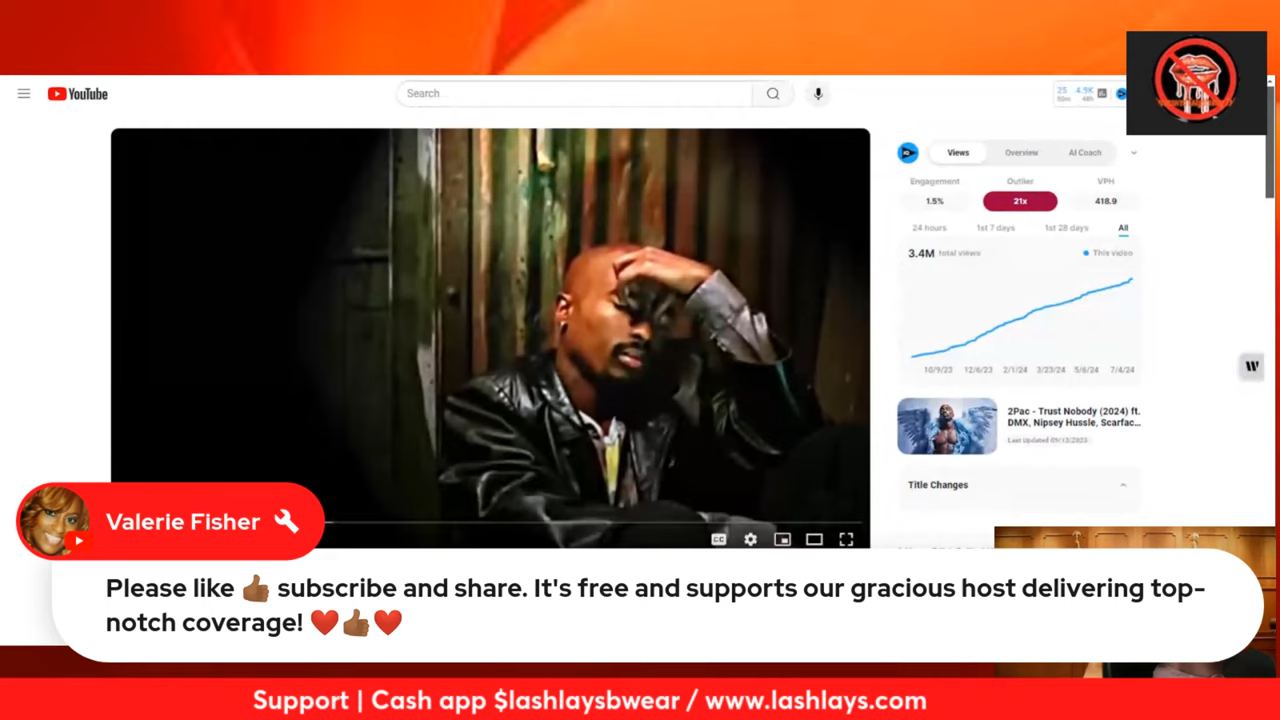 YouTube
Search...
25 4.9K
50m 48h
Views Overview AI Coach
Engagement Outlier VPH
1.5% 21x 418.9
24 hours 1st 7 days 1st 28 days All
3.4M total views This video
10/9/23 12/6/23 2/1/24 3/23/24 5/6/24 7/4/24
2Pac - Trust Nobody (2024) ft.
DMX, Nipsey Hussle, Scarfac...
Last Updated 09/13/2023
Title Changes
CC
W
Valerie Fisher
Please like 👍🏾 subscribe and share. It's free and supports our gracious host delivering top-
notch coverage! ❤️👍🏾❤️
Support | Cash app $lashlaysbwear / www.lashlays.com